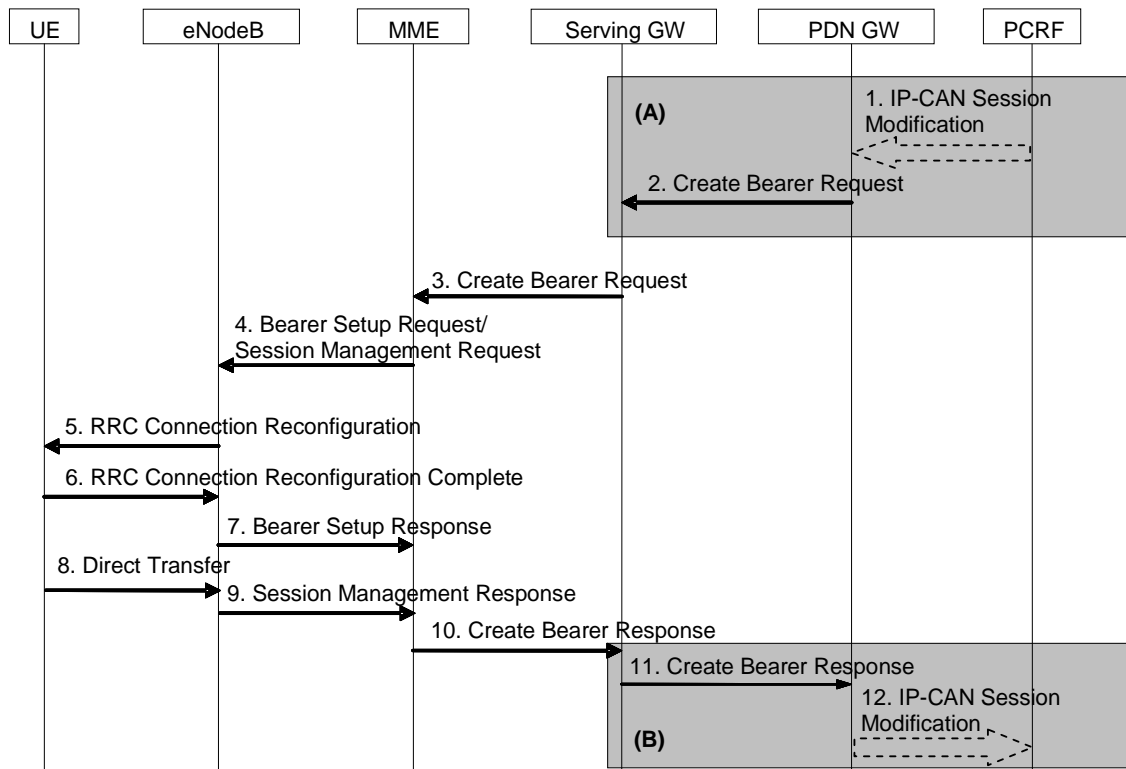 UE
eNodeB
MME
Serving GW
PDN GW
PCRF
(A)
1. IP-CAN Session
Modification
2. Create Bearer Request
3. Create Bearer Request
4. Bearer Setup Request/
Session Management Request
5. RRC Connection Reconfiguration
6. RRC Connection Reconfiguration Complete
7. Bearer Setup Response
8. Direct Transfer
9. Session Management Response
10. Create Bearer Response
11. Create Bearer Response
12. IP-CAN Session
Modification
(B)